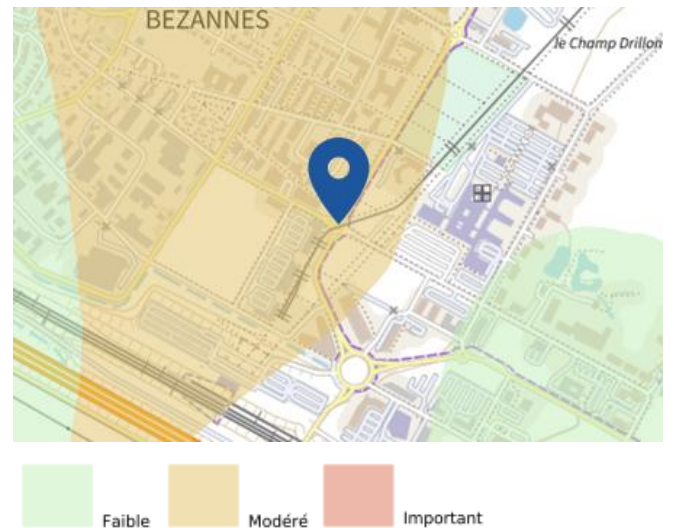 BEZANNES
le Champ Drillon
Faible
Modéré
Important